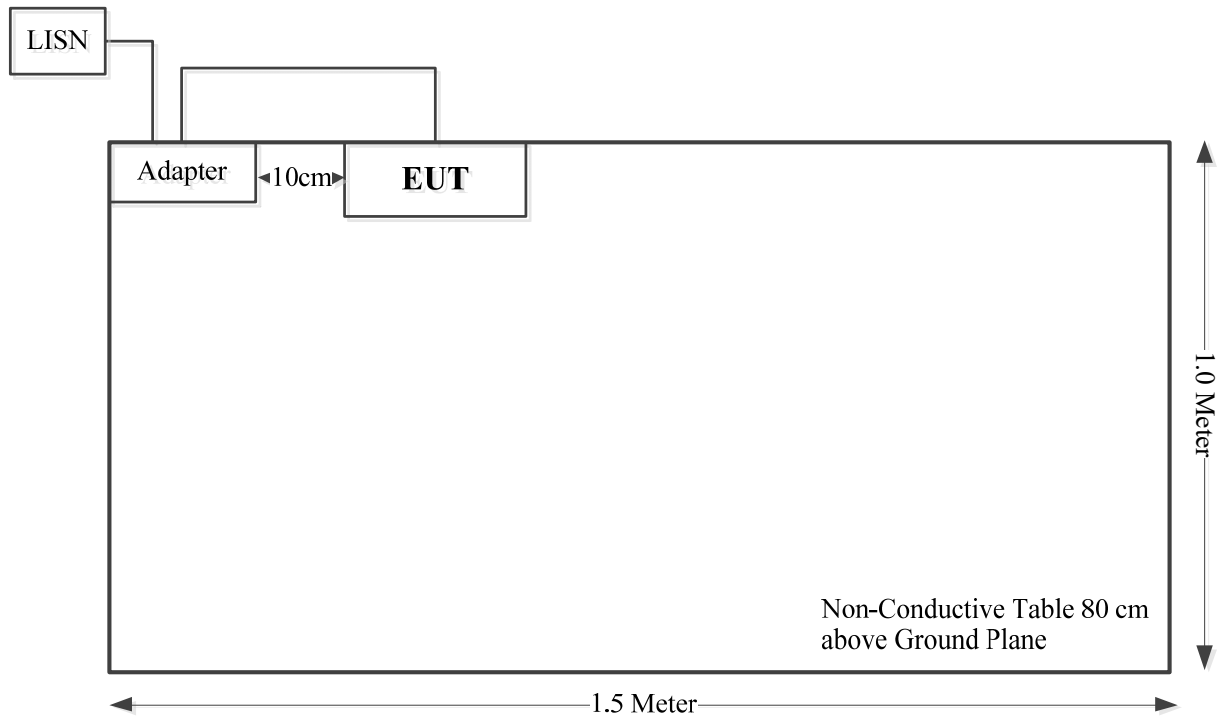 LISN
Adapter
10cm
EUT
1.0 Meter
Non-Conductive Table 80 cm
above Ground Plane
1.5 Meter